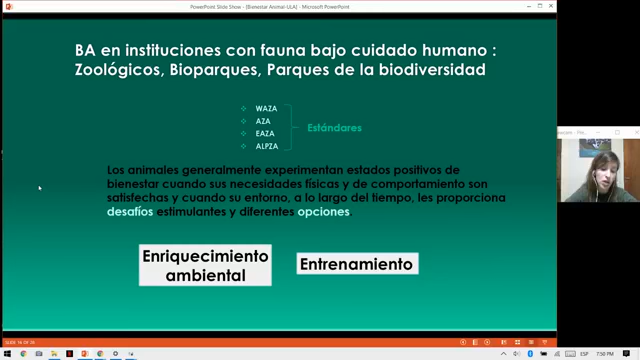 PowerPoint Slide Show - [Bienestar Animal-ULA] - Microsoft PowerPoint
BA en instituciones con fauna bajo cuidado humano :
Zoológicos, Bioparques, Parques de la biodiversidad
WAZA
AZA
EAZA
ALPZA
Estándares
Los animales generalmente experimentan estados positivos de
bienestar cuando sus necesidades físicas y de comportamiento son
satisfechas y cuando su entorno, a lo largo del tiempo, les proporciona
desafíos estimulantes y diferentes opciones.
Enriquecimiento
ambiental
Entrenamiento
ESP
7:50 PM